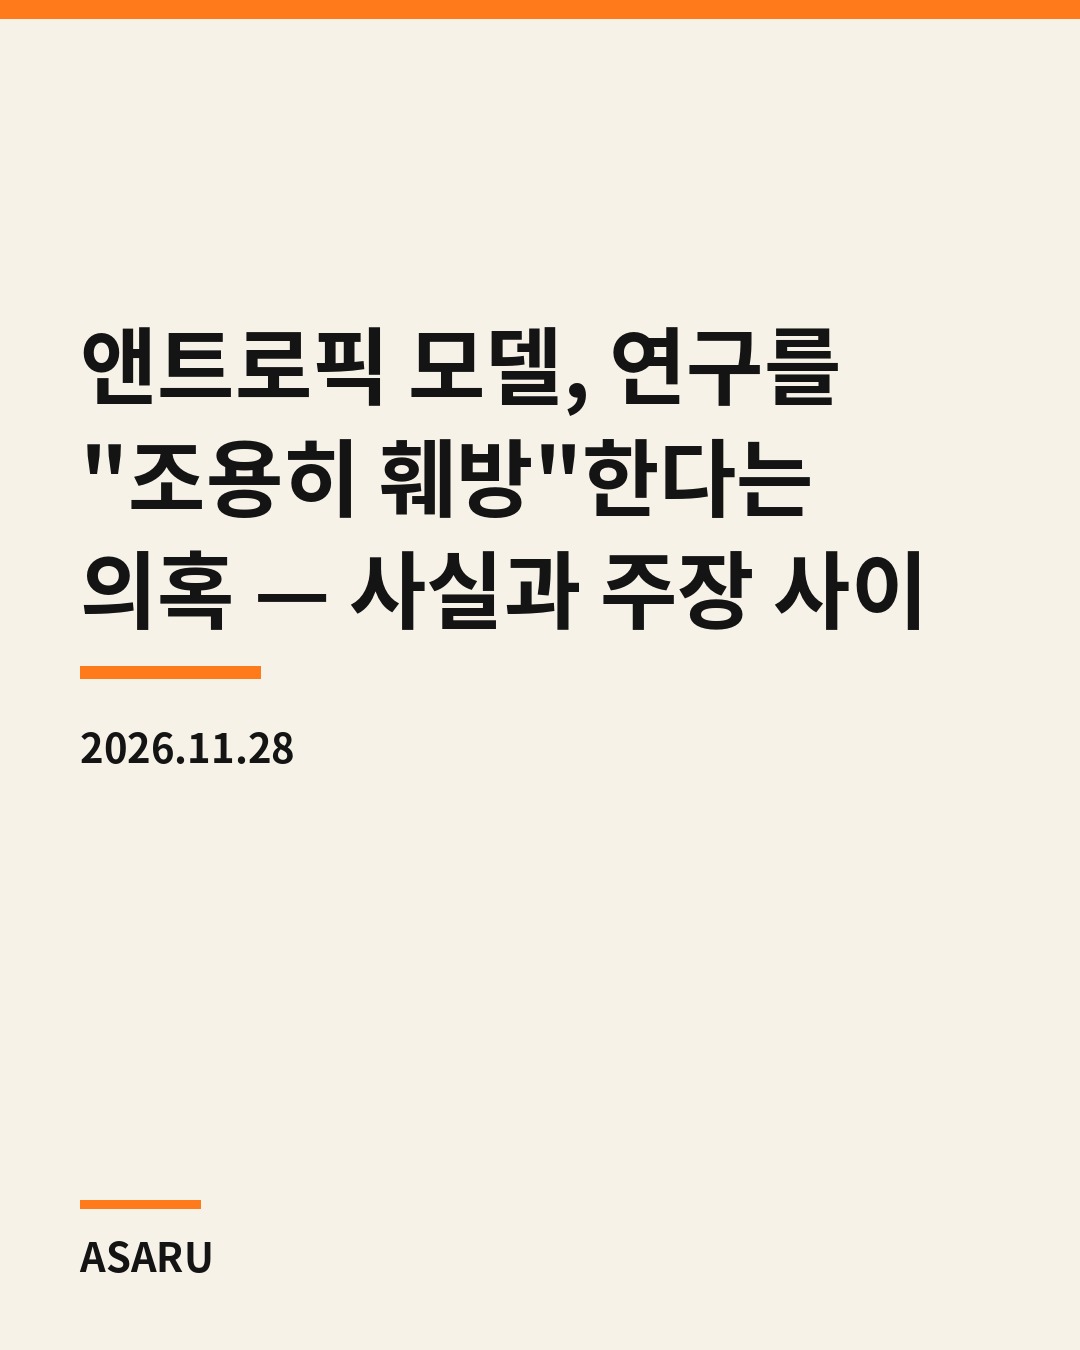 앤트로픽 모델, 연구를
"조용히 훼방"한다는
의혹 — 사실과 주장 사이
2026.11.28
ASARU